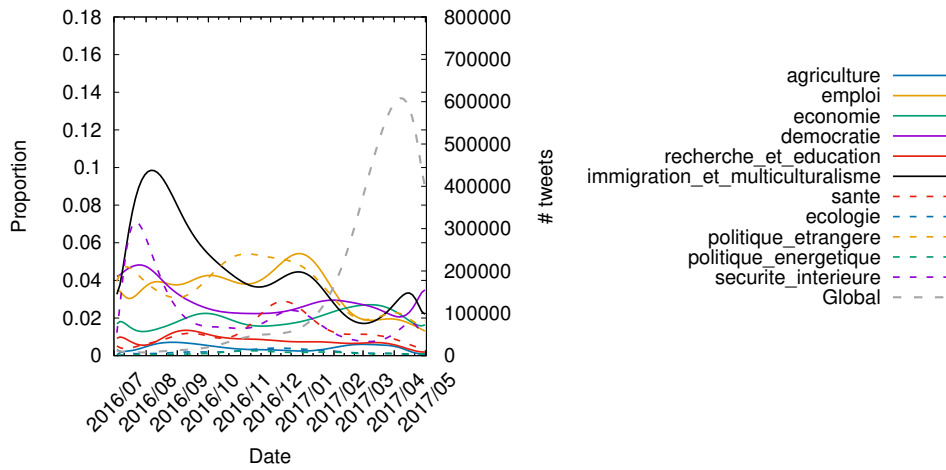 0.18
0.16
0.14
0.12
0.1
0.08
0.06
0.04
0.02
0
Proportion
800000
700000
600000
500000
400000
300000
200000
100000
0
# tweets
2016/07
2016/08
2016/09
2016/10
2016/11
2016/12
2017/01
2017/02
2017/03
2017/04
2017/05
Date
agriculture
emploi
economie
democratie
recherche_et_education
immigration_et_multiculturalisme
sante
ecologie
politique_etrangere
politique_energetique
securite_interieure
Global